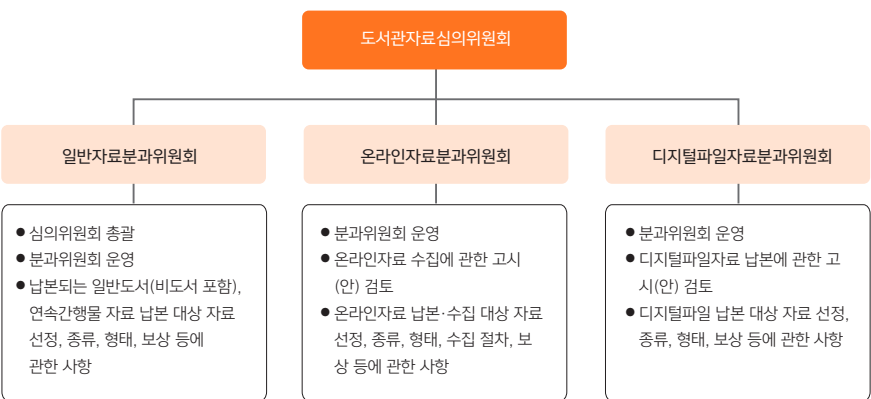 도서관자료심의위원회
일반자료분과위원회
온라인자료분과위원회
디지털파일자료분과위원회
● 심의위원회 총괄
● 분과위원회 운영
● 납본되는 일반도서(비도서 포함),
연속간행물 자료 납본 대상 자료
선정, 종류, 형태, 보상 등에
관한 사항
● 분과위원회 운영
● 온라인자료 수집에 관한 고시
(안) 검토
● 온라인자료 납본·수집 대상 자료
선정, 종류, 형태, 수집 절차, 보
상 등에 관한 사항
● 분과위원회 운영
● 디지털파일자료 납본에 관한 고
시(안) 검토
● 디지털파일 납본 대상 자료 선정,
종류, 형태, 보상 등에 관한 사항